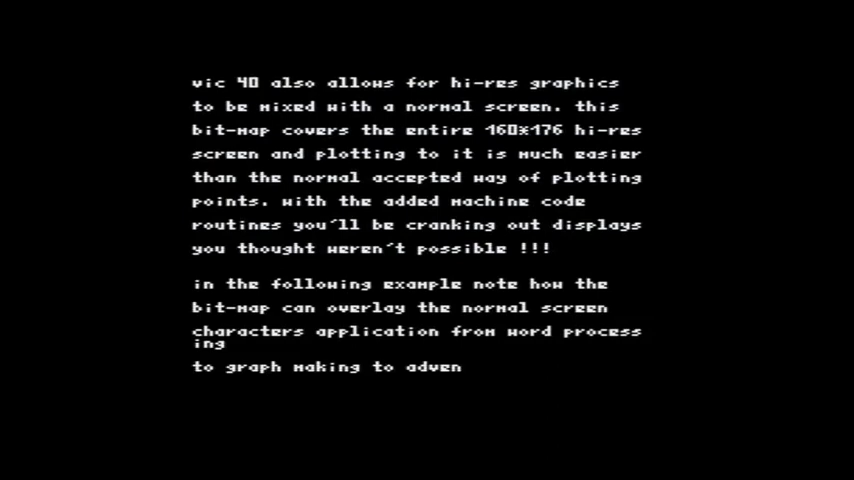 vic 40 also allows for hi-res graphics
to be mixed with a normal screen. this
bit-map covers the entire 160*176 hi-res
screen and plotting to it is much easier
than the normal accepted way of plotting
points. with the added machine code
routines you'll be cranking out displays
you thought weren't possible !!!
in the following example note how the
bit-map can overlay the normal screen
characters application from word process
ing
to graph making to adven